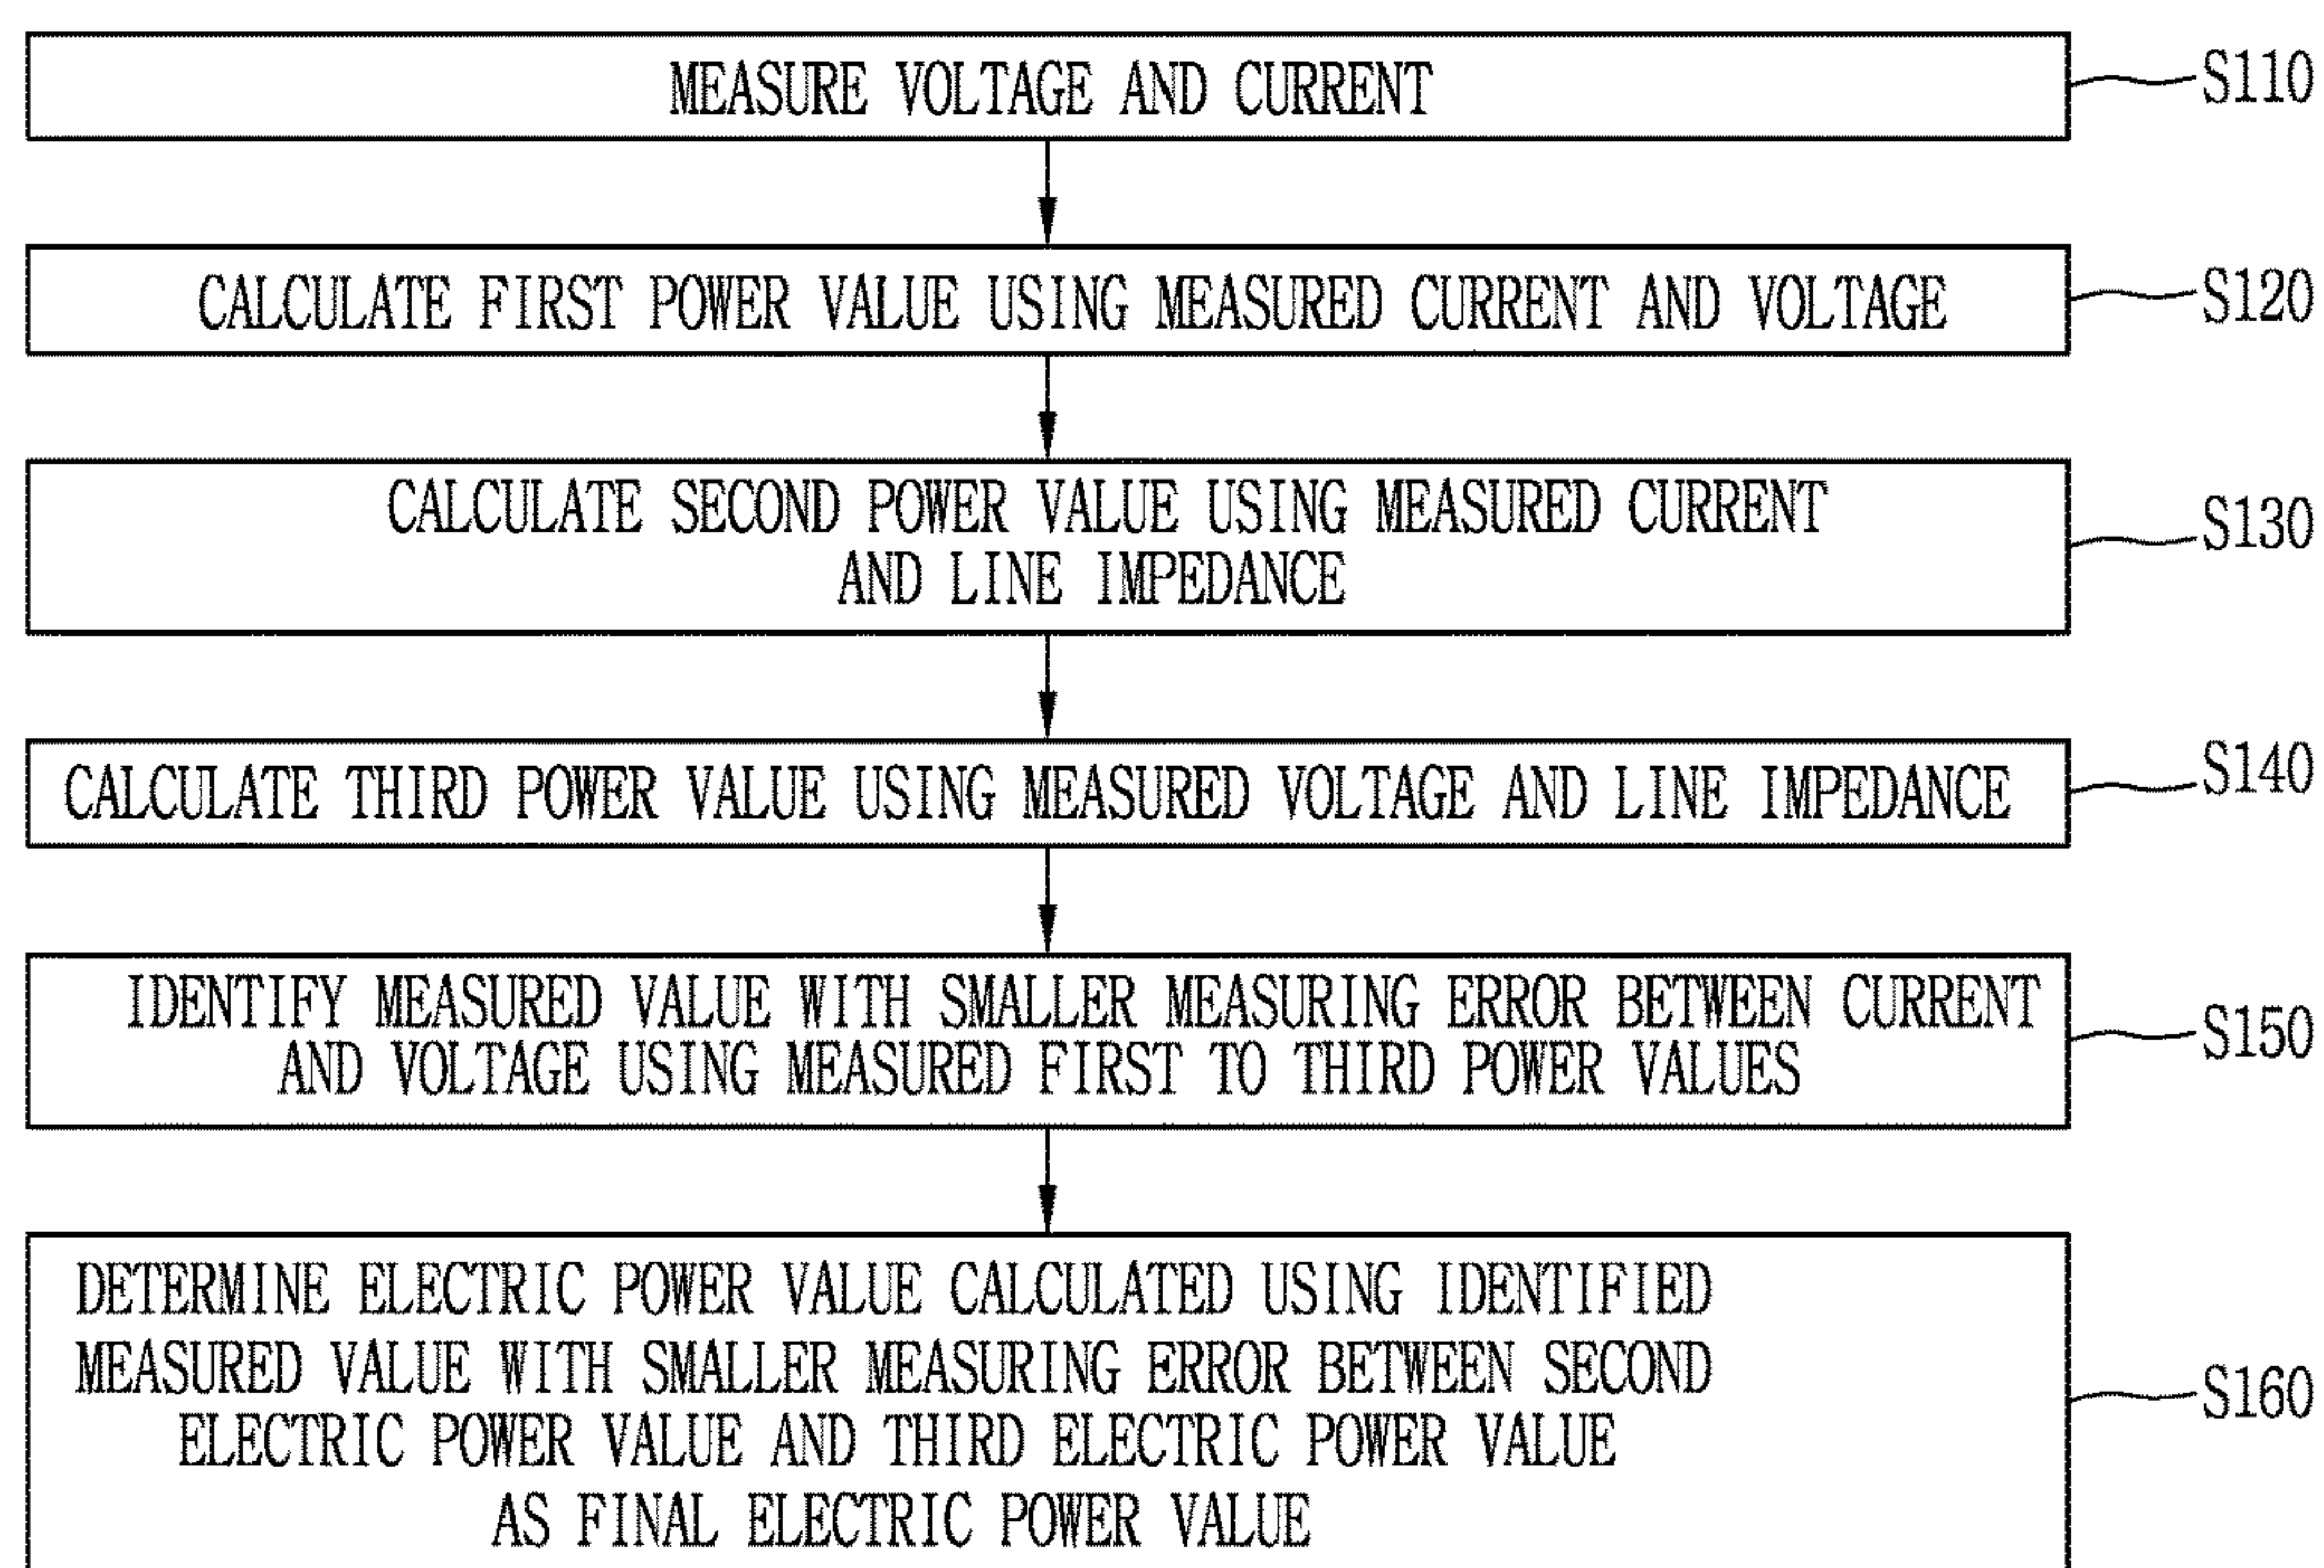 MEASURE VOLTAGE AND CURRENT
S110
CALCULATE FIRST POWER VALUE USING MEASURED CURRENT AND VOLTAGE
S120
CALCULATE SECOND POWER VALUE USING MEASURED CURRENT
AND LINE IMPEDANCE
S130
CALCULATE THIRD POWER VALUE USING MEASURED VOLTAGE AND LINE IMPEDANCE
S140
IDENTIFY MEASURED VALUE WITH SMALLER MEASURING ERROR BETWEEN CURRENT
AND VOLTAGE USING MEASURED FIRST TO THIRD POWER VALUES
S150
DETERMINE ELECTRIC POWER VALUE CALCULATED USING IDENTIFIED
MEASURED VALUE WITH SMALLER MEASURING ERROR BETWEEN SECOND
ELECTRIC POWER VALUE AND THIRD ELECTRIC POWER VALUE
AS FINAL ELECTRIC POWER VALUE
S160